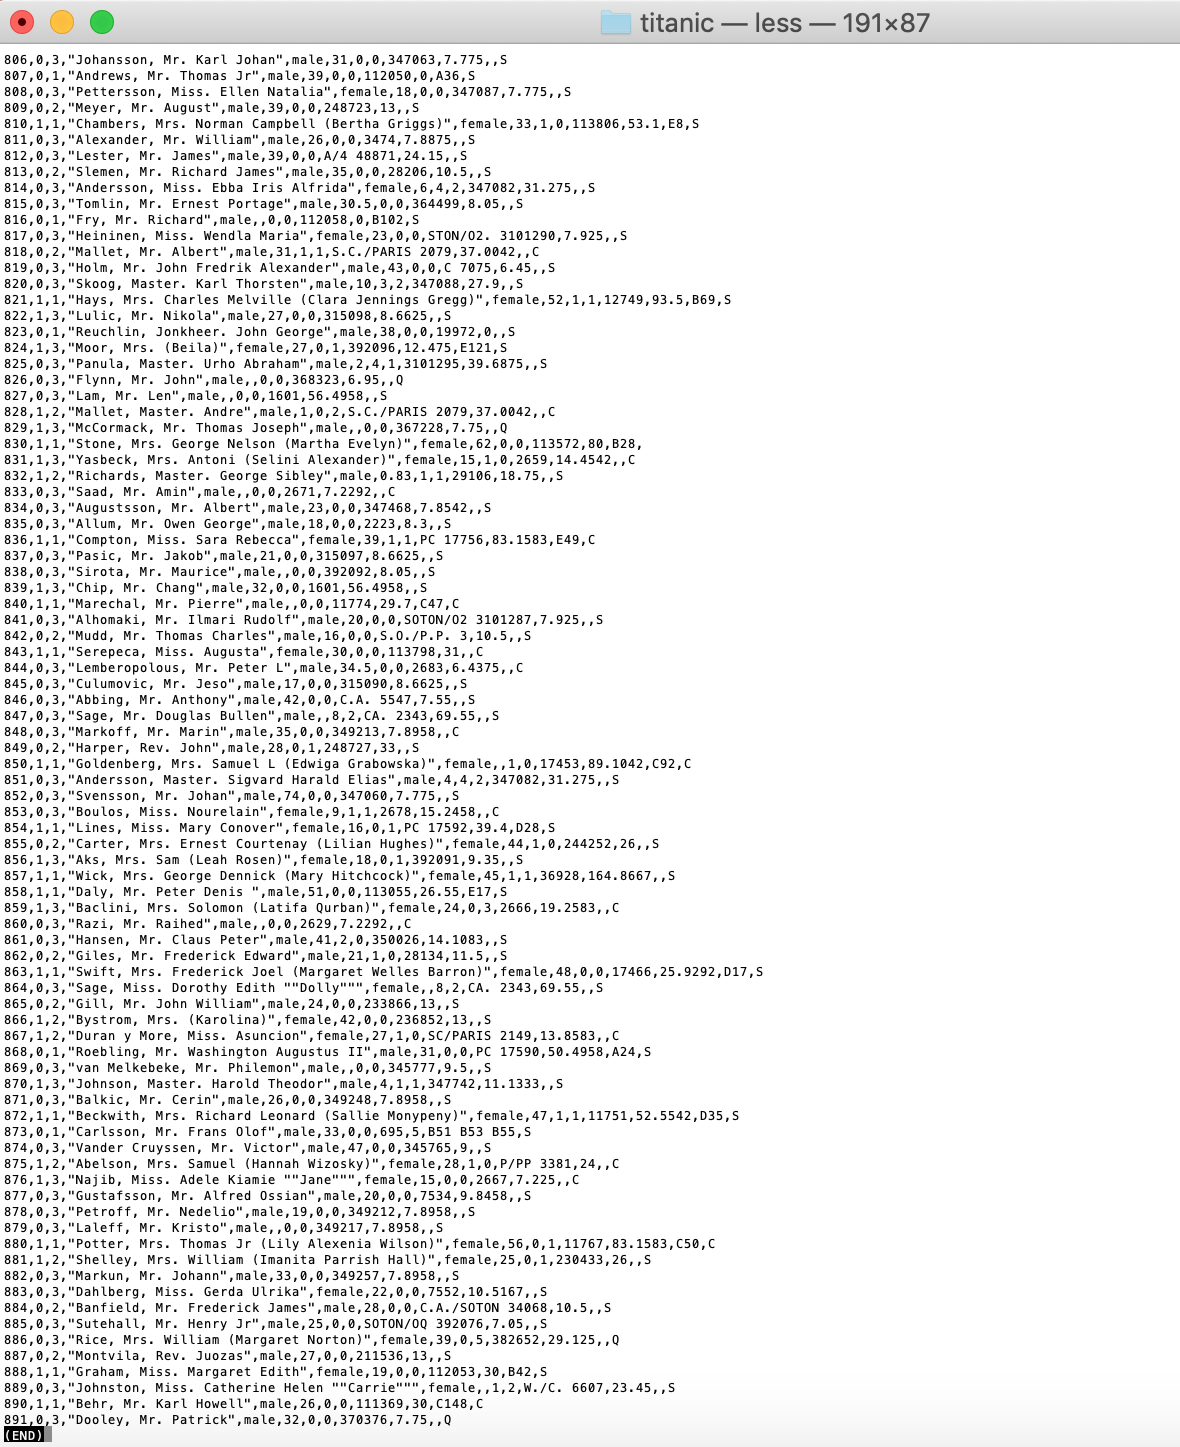 titanic — less — 191×87
806,0,3,"Johansson, Mr. Karl Johan",male,31,0,0,347063,7.775,,S
807,0,1,"Andrews, Mr. Thomas Jr",male,39,0,0,112050,0,A36,S
808,0,3,"Pettersson, Miss. Ellen Natalia",female,18,0,0,347087,7.775,,S
809,0,2,"Meyer, Mr. August",male,39,0,0,248723,13,,S
810,1,1,"Chambers, Mrs. Norman Campbell (Bertha Griggs)",female,33,1,0,113806,53.1,E8,S
811,0,3,"Alexander, Mr. William",male,26,0,0,3474,7.8875,,S
812,0,3,"Lester, Mr. James",male,39,0,0,A/4 48871,24.15,,S
813,0,2,"Slemen, Mr. Richard James",male,35,0,0,28206,10.5,,S
814,0,3,"Andersson, Miss. Ebba Iris Alfrida",female,6,4,2,347082,31.275,,S
815,0,3,"Tomlin, Mr. Ernest Portage",male,30.5,0,0,364499,8.05,,S
816,0,1,"Fry, Mr. Richard",male,,0,0,112058,0,B102,S
817,0,3,"Heininen, Miss. Wendla Maria",female,23,0,0,STON/O2. 3101290,7.925,,S
818,0,2,"Mallet, Mr. Albert",male,31,1,1,S.C./PARIS 2079,37.0042,,C
819,0,3,"Holm, Mr. John Fredrik Alexander",male,43,0,0,C 7075,6.45,,S
820,0,3,"Skoog, Master. Karl Thorsten",male,10,3,2,347088,27.9,,S
821,1,1,"Hays, Mrs. Charles Melville (Clara Jennings Gregg)",female,52,1,1,12749,93.5,B69,S
822,1,3,"Lulic, Mr. Nikola",male,27,0,0,315098,8.6625,,S
823,0,1,"Reuchlin, Jonkheer. John George",male,38,0,0,19972,0,,S
824,1,3,"Moor, Mrs. (Beila)",female,27,0,1,392096,12.475,E121,S
825,0,3,"Panula, Master. Urho Abraham",male,2,4,1,3101295,39.6875,,S
826,0,3,"Flynn, Mr. John",male,,0,0,368323,6.95,,Q
827,0,3,"Lam, Mr. Len",male,,0,0,1601,56.4958,,S
828,1,2,"Mallet, Master. Andre",male,1,0,2,S.C./PARIS 2079,37.0042,,C
829,1,3,"McCormack, Mr. Thomas Joseph",male,,0,0,367228,7.75,,Q
830,1,1,"Stone, Mrs. George Nelson (Martha Evelyn)",female,62,0,0,113572,80,B28,
831,1,3,"Yasbeck, Mrs. Antoni (Selini Alexander)",female,15,1,0,2659,14.4542,,C
832,1,2,"Richards, Master. George Sibley",male,0.83,1,1,29106,18.75,,S
833,0,3,"Saad, Mr. Amin",male,,0,0,2671,7.2292,,C
834,0,3,"Augustsson, Mr. Albert",male,23,0,0,347468,7.8542,,S
835,0,3,"Allum, Mr. Owen George",male,18,0,0,2223,8.3,,S
836,1,1,"Compton, Miss. Sara Rebecca",female,39,1,1,PC 17756,83.1583,E49,C
837,0,3,"Pasic, Mr. Jakob",male,21,0,0,315097,8.6625,,S
838,0,3,"Sirota, Mr. Maurice",male,,0,0,392092,8.05,,S
839,1,3,"Chip, Mr. Chang",male,32,0,0,1601,56.4958,,S
840,1,1,"Marechal, Mr. Pierre",male,,0,0,11774,29.7,C47,C
841,0,3,"Alhomaki, Mr. Ilmari Rudolf",male,20,0,0,SOTON/O2 3101287,7.925,,S
842,0,2,"Mudd, Mr. Thomas Charles",male,16,0,0,S.O./P.P. 3,10.5,,S
843,1,1,"Serepeca, Miss. Augusta",female,30,0,0,113798,31,,C
844,0,3,"Lemberopolous, Mr. Peter L",male,34.5,0,0,2683,6.4375,,C
845,0,3,"Culumovic, Mr. Jeso",male,17,0,0,315090,8.6625,,S
846,0,3,"Abbing, Mr. Anthony",male,42,0,0,C.A. 5547,7.55,,S
847,0,3,"Sage, Mr. Douglas Bullen",male,,8,2,CA. 2343,69.55,,S
848,0,3,"Markoff, Mr. Marin",male,35,0,0,349213,7.8958,,C
849,0,2,"Harper, Rev. John",male,28,0,1,248727,33,,S
850,1,1,"Goldenberg, Mrs. Samuel L (Edwiga Grabowska)",female,,1,0,17453,89.1042,C92,C
851,0,3,"Andersson, Master. Sigvard Harald Elias",male,4,4,2,347082,31.275,,S
852,0,3,"Svensson, Mr. Johan",male,74,0,0,347060,7.775,,S
853,0,3,"Boulos, Miss. Nourelain",female,9,1,1,2678,15.2458,,C
854,1,1,"Lines, Miss. Mary Conover",female,16,0,1,PC 17592,39.4,D28,S
855,0,2,"Carter, Mrs. Ernest Courtenay (Lilian Hughes)",female,44,1,0,244252,26,,S
856,1,3,"Aks, Mrs. Sam (Leah Rosen)",female,18,0,1,392091,9.35,,S
857,1,1,"Wick, Mrs. George Dennick (Mary Hitchcock)",female,45,1,1,36928,164.8667,,S
858,1,1,"Daly, Mr. Peter Denis ",male,51,0,0,113055,26.55,E17,S
859,1,3,"Baclini, Mrs. Solomon (Latifa Qurban)",female,24,0,3,2666,19.2583,,C
860,0,3,"Razi, Mr. Raihed",male,,0,0,2629,7.2292,,C
861,0,3,"Hansen, Mr. Claus Peter",male,41,2,0,350026,14.1083,,S
862,0,2,"Giles, Mr. Frederick Edward",male,21,1,0,28134,11.5,,S
863,1,1,"Swift, Mrs. Frederick Joel (Margaret Welles Barron)",female,48,0,0,17466,25.9292,D17,S
864,0,3,"Sage, Miss. Dorothy Edith ""Dolly""",female,,8,2,CA. 2343,69.55,,S
865,0,2,"Gill, Mr. John William",male,24,0,0,233866,13,,S
866,1,2,"Bystrom, Mrs. (Karolina)",female,42,0,0,236852,13,,S
867,1,2,"Duran y More, Miss. Asuncion",female,27,1,0,SC/PARIS 2149,13.8583,,C
868,0,1,"Roebling, Mr. Washington Augustus II",male,31,0,0,PC 17590,50.4958,A24,S
869,0,3,"van Melkebeke, Mr. Philemon",male,,0,0,345777,9.5,,S
870,1,3,"Johnson, Master. Harold Theodor",male,4,1,1,347742,11.1333,,S
871,0,3,"Balkic, Mr. Cerin",male,26,0,0,349248,7.8958,,S
872,1,1,"Beckwith, Mrs. Richard Leonard (Sallie Monypeny)",female,47,1,1,11751,52.5542,D35,S
873,0,1,"Carlsson, Mr. Frans Olof",male,33,0,0,695,5,B51 B53 B55,S
874,0,3,"Vander Cruyssen, Mr. Victor",male,47,0,0,345765,9,,S
875,1,2,"Abelson, Mrs. Samuel (Hannah Wizosky)",female,28,1,0,P/PP 3381,24,,C
876,1,3,"Najib, Miss. Adele Kiamie ""Jane""",female,15,0,0,2667,7.225,,C
877,0,3,"Gustafsson, Mr. Alfred Ossian",male,20,0,0,7534,9.8458,,S
878,0,3,"Petroff, Mr. Nedelio",male,19,0,0,349212,7.8958,,S
879,0,3,"Laleff, Mr. Kristo",male,,0,0,349217,7.8958,,S
880,1,1,"Potter, Mrs. Thomas Jr (Lily Alexenia Wilson)",female,56,0,1,11767,83.1583,C50,C
881,1,2,"Shelley, Mrs. William (Imanita Parrish Hall)",female,25,0,1,230433,26,,S
882,0,3,"Markun, Mr. Johann",male,33,0,0,349257,7.8958,,S
883,0,3,"Dahlberg, Miss. Gerda Ulrika",female,22,0,0,7552,10.5167,,S
884,0,2,"Banfield, Mr. Frederick James",male,28,0,0,C.A./SOTON 34068,10.5,,S
885,0,3,"Sutehall, Mr. Henry Jr",male,25,0,0,SOTON/OQ 392076,7.05,,S
886,0,3,"Rice, Mrs. William (Margaret Norton)",female,39,0,5,382652,29.125,,Q
887,0,2,"Montvila, Rev. Juozas",male,27,0,0,211536,13,,S
888,1,1,"Graham, Miss. Margaret Edith",female,19,0,0,112053,30,B42,S
889,0,3,"Johnston, Miss. Catherine Helen ""Carrie""",female,,1,2,W./C. 6607,23.45,,S
890,1,1,"Behr, Mr. Karl Howell",male,26,0,0,111369,30,C148,C
891,0,3,"Dooley, Mr. Patrick",male,32,0,0,370376,7.75,,Q
(END)